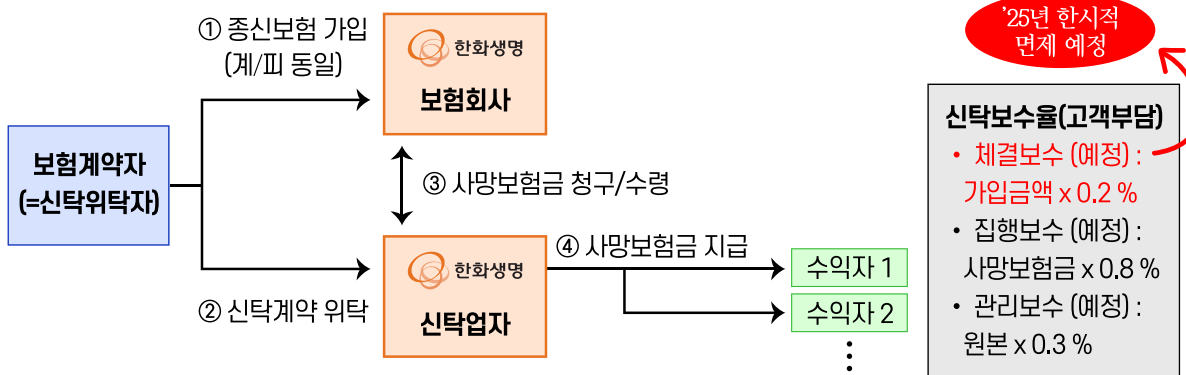 ① 종신보험 가입
(계/피 동일)
한화생명
보험회사
보험계약자
(=신탁위탁자)
③ 사망보험금 청구/수령
한화생명
신탁업자
② 신탁계약 위탁
④ 사망보험금 지급
수익자 1
수익자 2
⋮
'25년 한시적
면제 예정
신탁보수율(고객부담)
• 체결보수 (예정) :
가입금액 x 0.2 %
• 집행보수 (예정) :
사망보험금 x 0.8 %
• 관리보수 (예정) :
원본 x 0.3 %